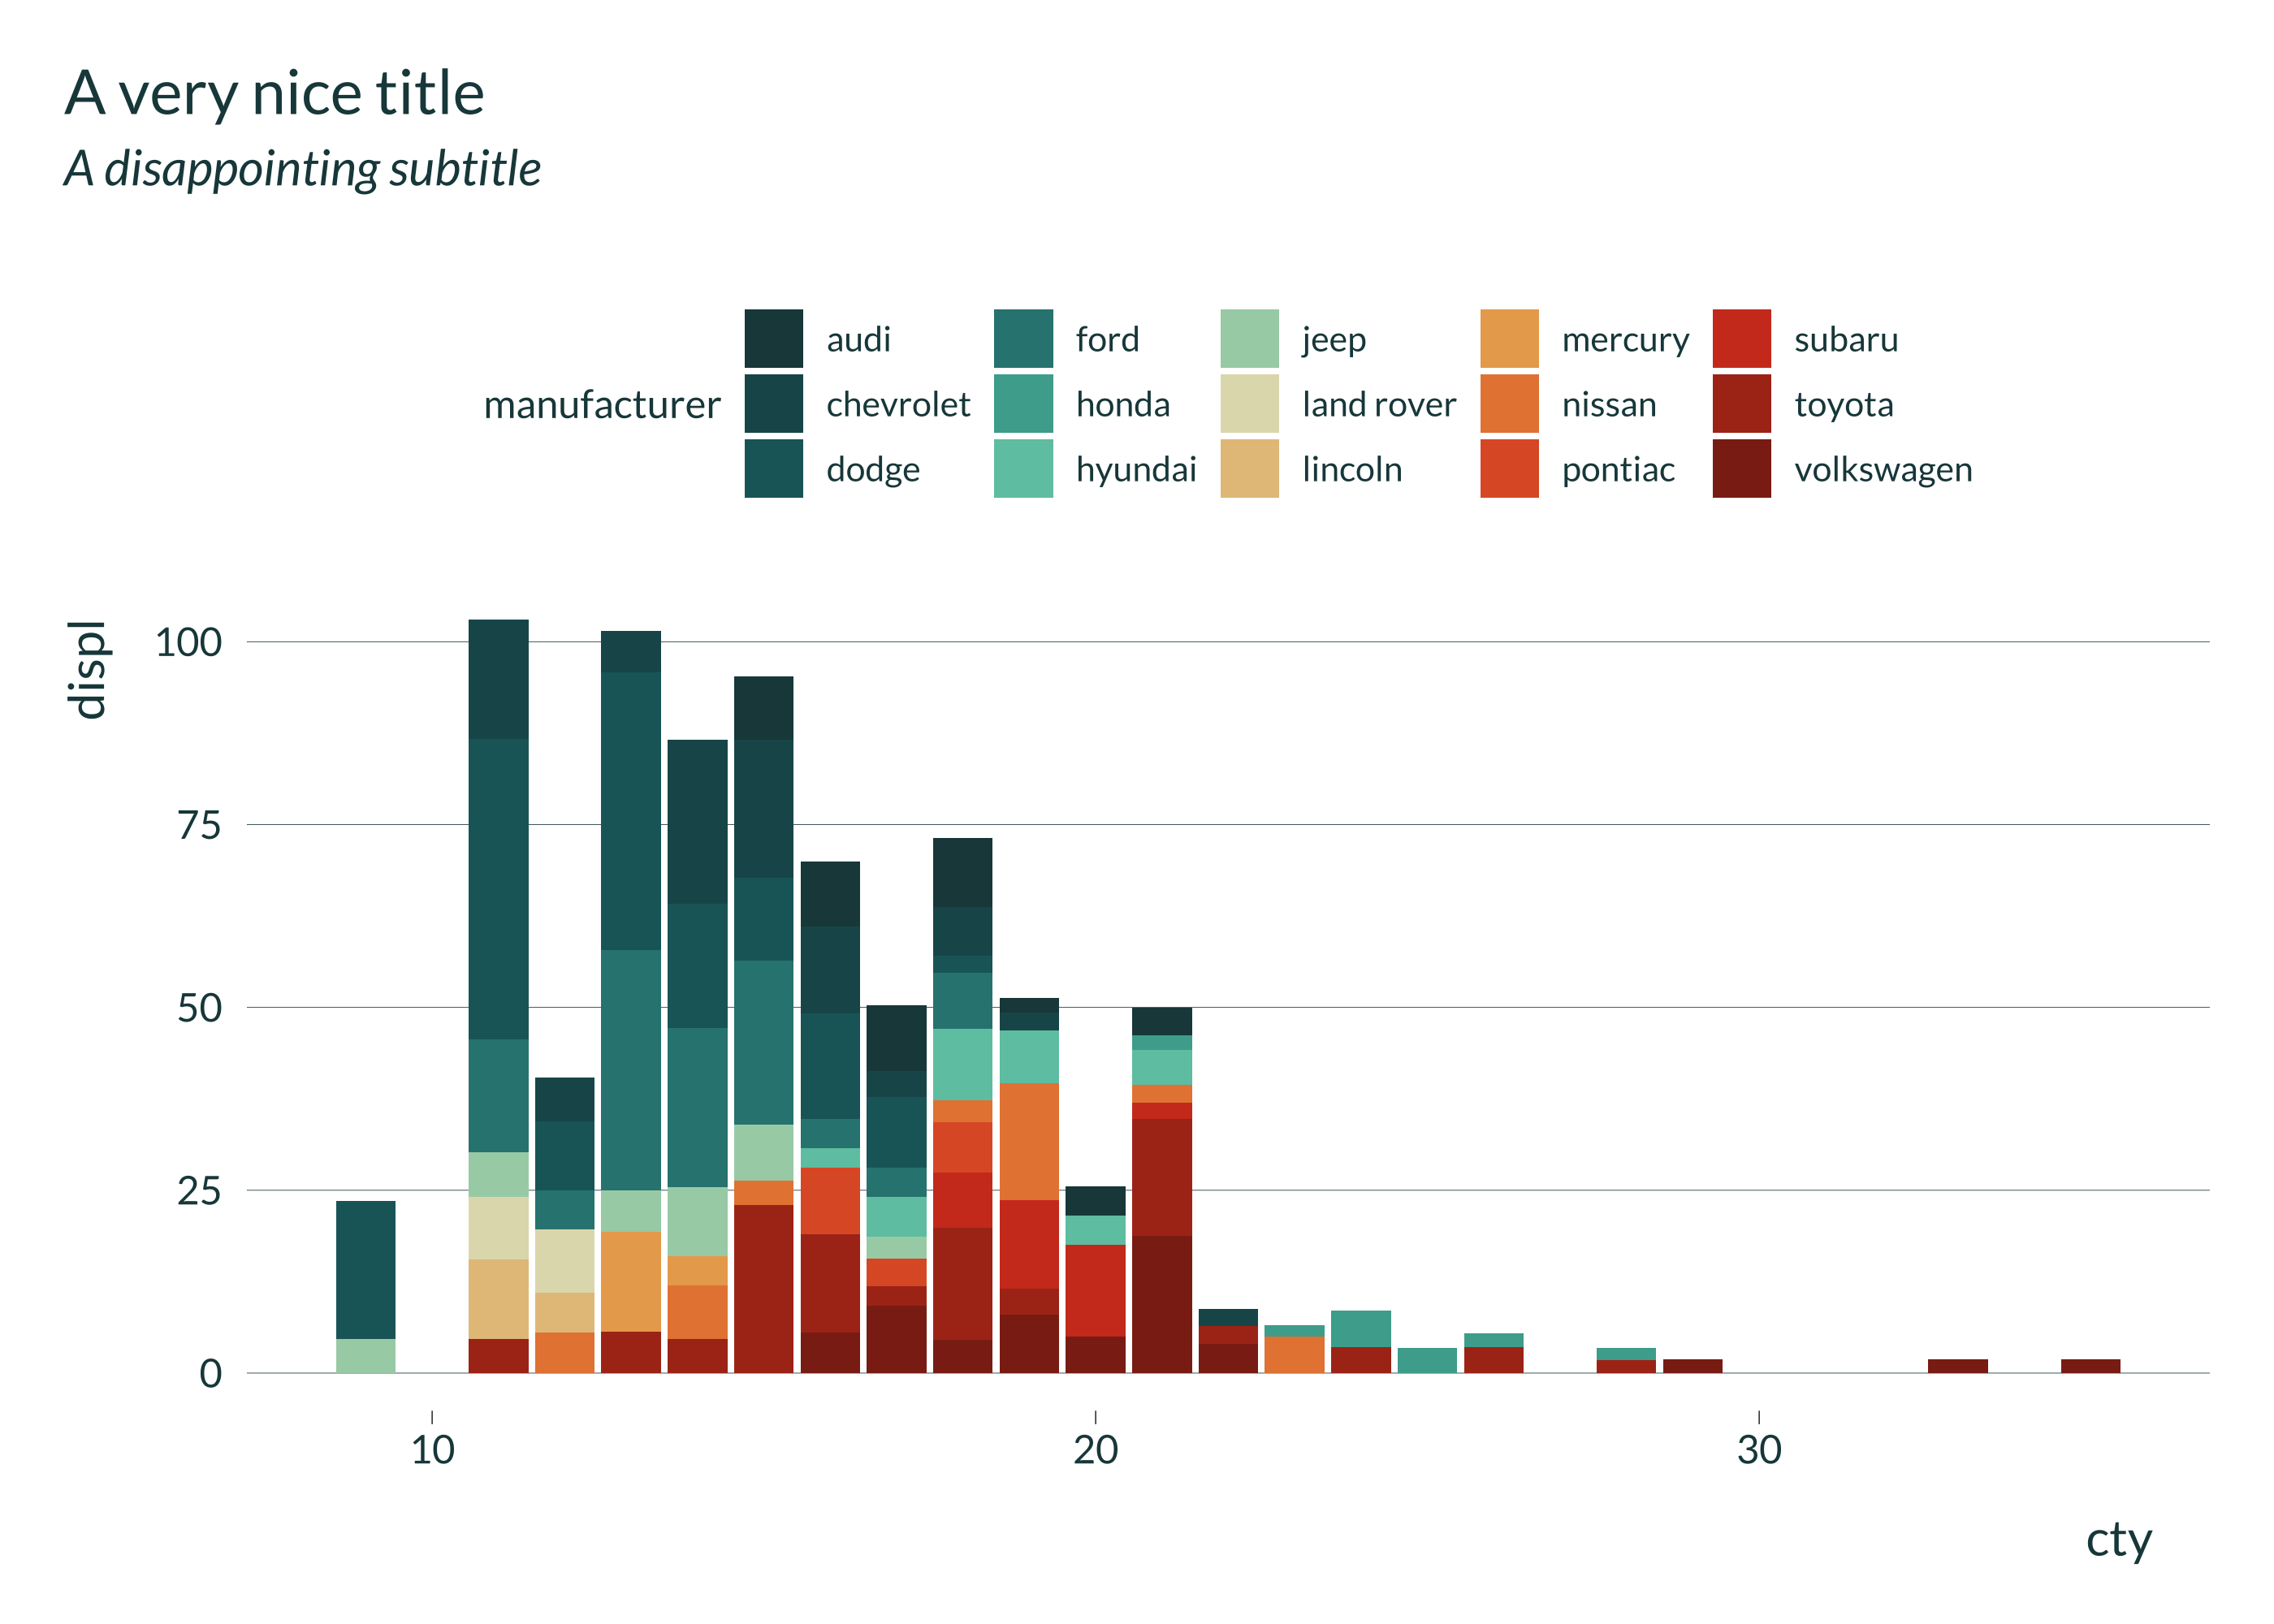 A very nice title
A disappointing subtitle
manufacturer
audi
chevrolet
dodge
ford
honda
hyundai
jeep
land rover
lincoln
mercury
nissan
pontiac
subaru
toyota
volkswagen
displ
100
75
50
25
0
10
20
30
cty